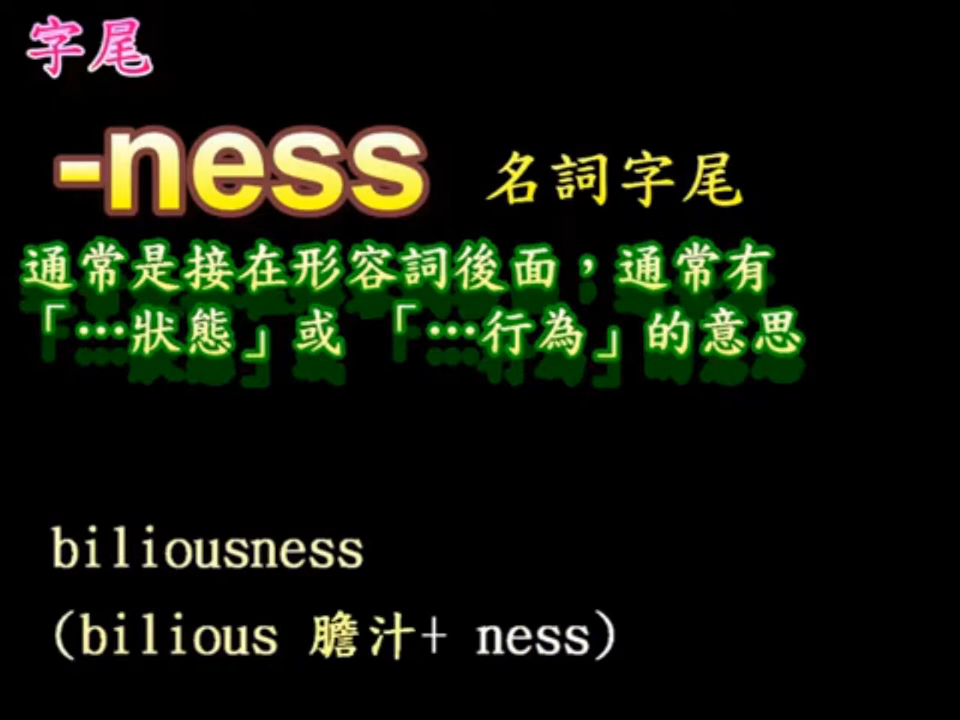 字尾
-ness 名詞字尾
通常是接在形容詞後面，通常有
「…狀態」或 「…行為」的意思
biliousness
(bilious 膽汁+ ness)